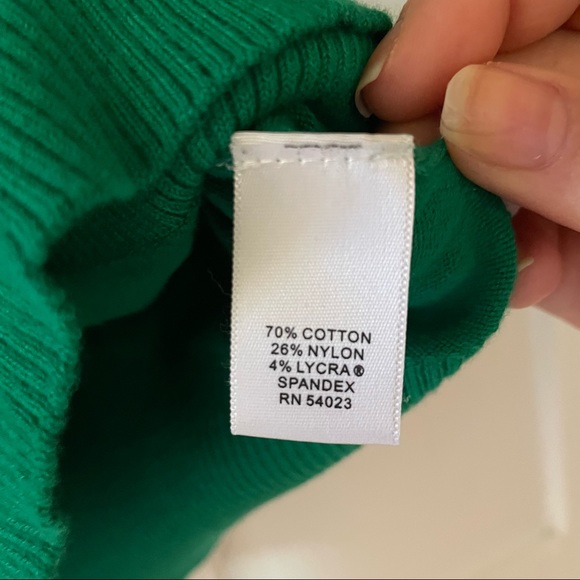 70% COTTON
26% NYLON
4% LYCRA®
SPANDEX
RN 54023